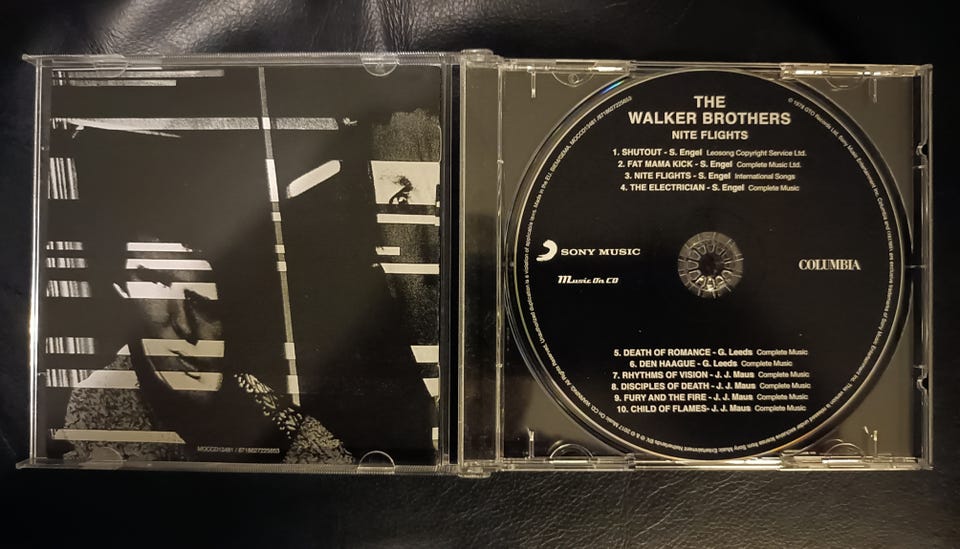 MOCCD13481 / 8718627225653
THE
WALKER BROTHERS
NITE FLIGHTS
1. SHUTOUT - S. Engel Leosong Copyright Service Ltd.
2. FAT MAMA KICK - S. Engel Complete Music Ltd.
3. NITE FLIGHTS - S. Engel International Songs
4. THE ELECTRICIAN - S. Engel Complete Music
SONY MUSIC
Music On CD
COLUMBIA
5. DEATH OF ROMANCE - G. Leeds Complete Music
6. DEN HAAGUE - G. Leeds Complete Music
7. RHYTHMS OF VISION - J. J. Maus Complete Music
8. DISCIPLES OF DEATH - J. J. Maus Complete Music
9. FURY AND THE FIRE - J. J. Maus Complete Music
10. CHILD OF FLAMES- J. J. Maus Complete Music